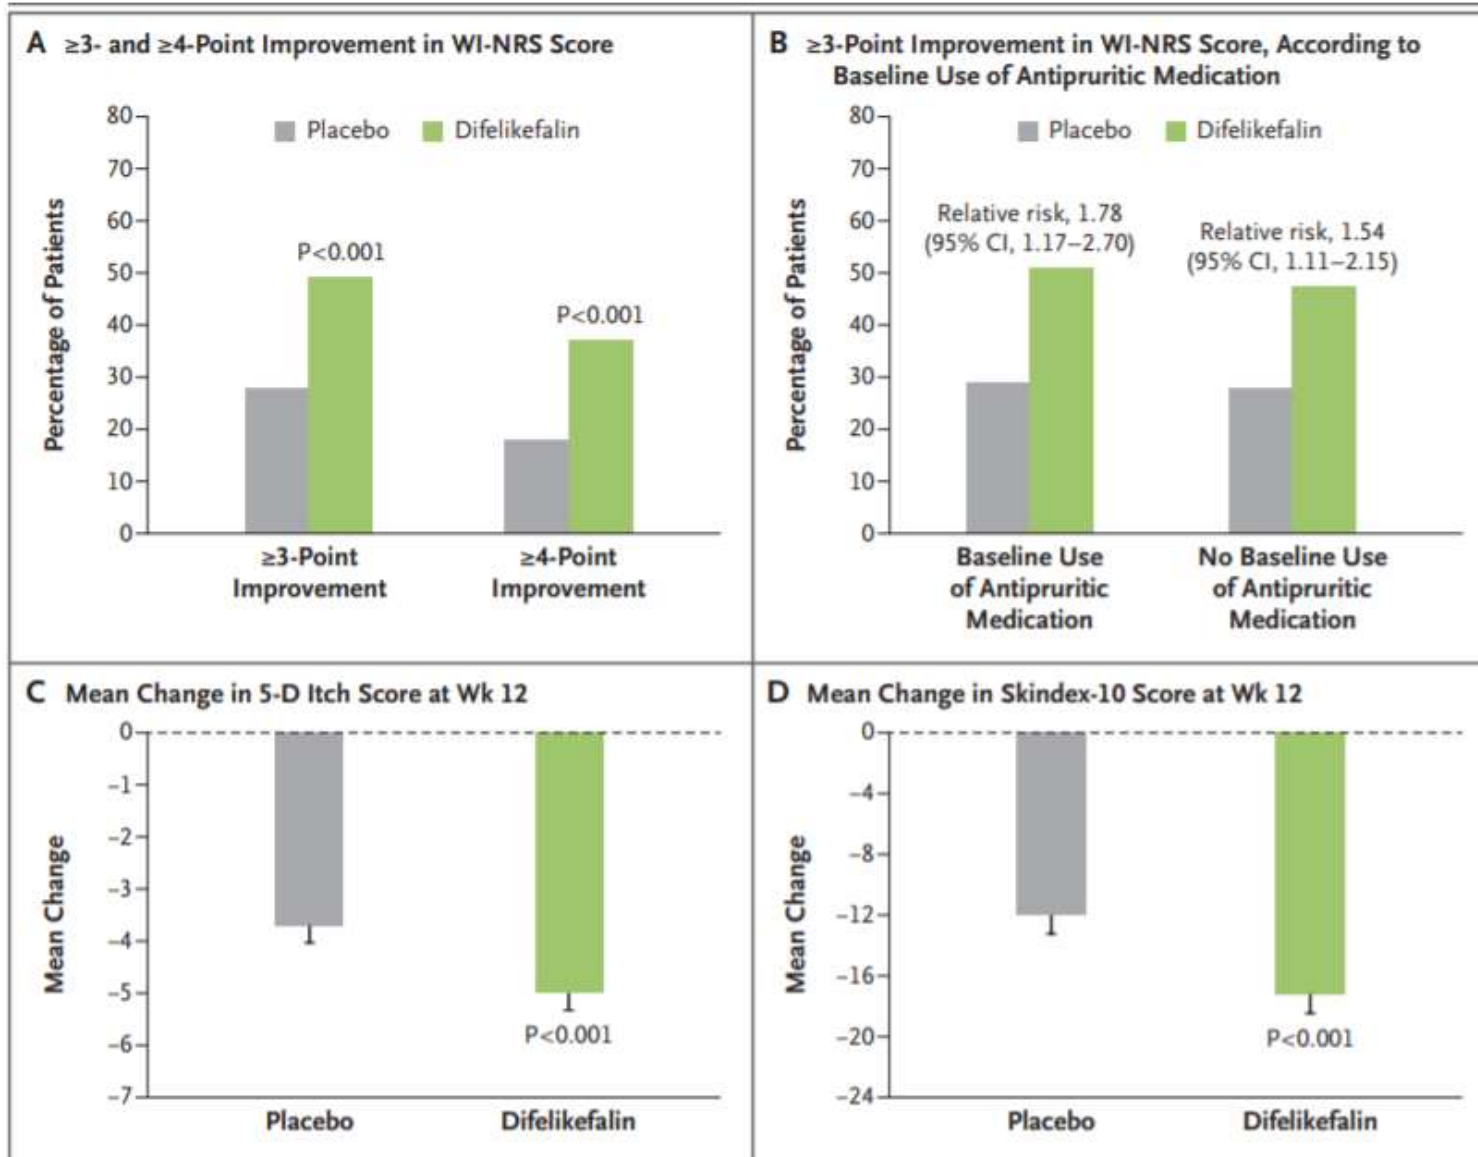 A ≥3- and ≥4-Point Improvement in WI-NRS Score
Placebo Difelikefalin
Percentage of Patients
80
70
60
50
40
30
20
10
0
P<0.001
P<0.001
≥3-Point
Improvement
≥4-Point
Improvement
B ≥3-Point Improvement in WI-NRS Score, According to
Baseline Use of Antipruritic Medication
Placebo Difelikefalin
Percentage of Patients
80
70
60
50
40
30
20
10
0
Relative risk, 1.78
(95% CI, 1.17–2.70)
Relative risk, 1.54
(95% CI, 1.11–2.15)
Baseline Use
of Antipruritic
Medication
No Baseline Use
of Antipruritic
Medication
C Mean Change in 5-D Itch Score at Wk 12
Mean Change
0
–1
–2
–3
–4
–5
–6
–7
P<0.001
Placebo
Difelikefalin
D Mean Change in Skindex-10 Score at Wk 12
Mean Change
0
–4
–8
–12
–16
–20
–24
P<0.001
Placebo
Difelikefalin